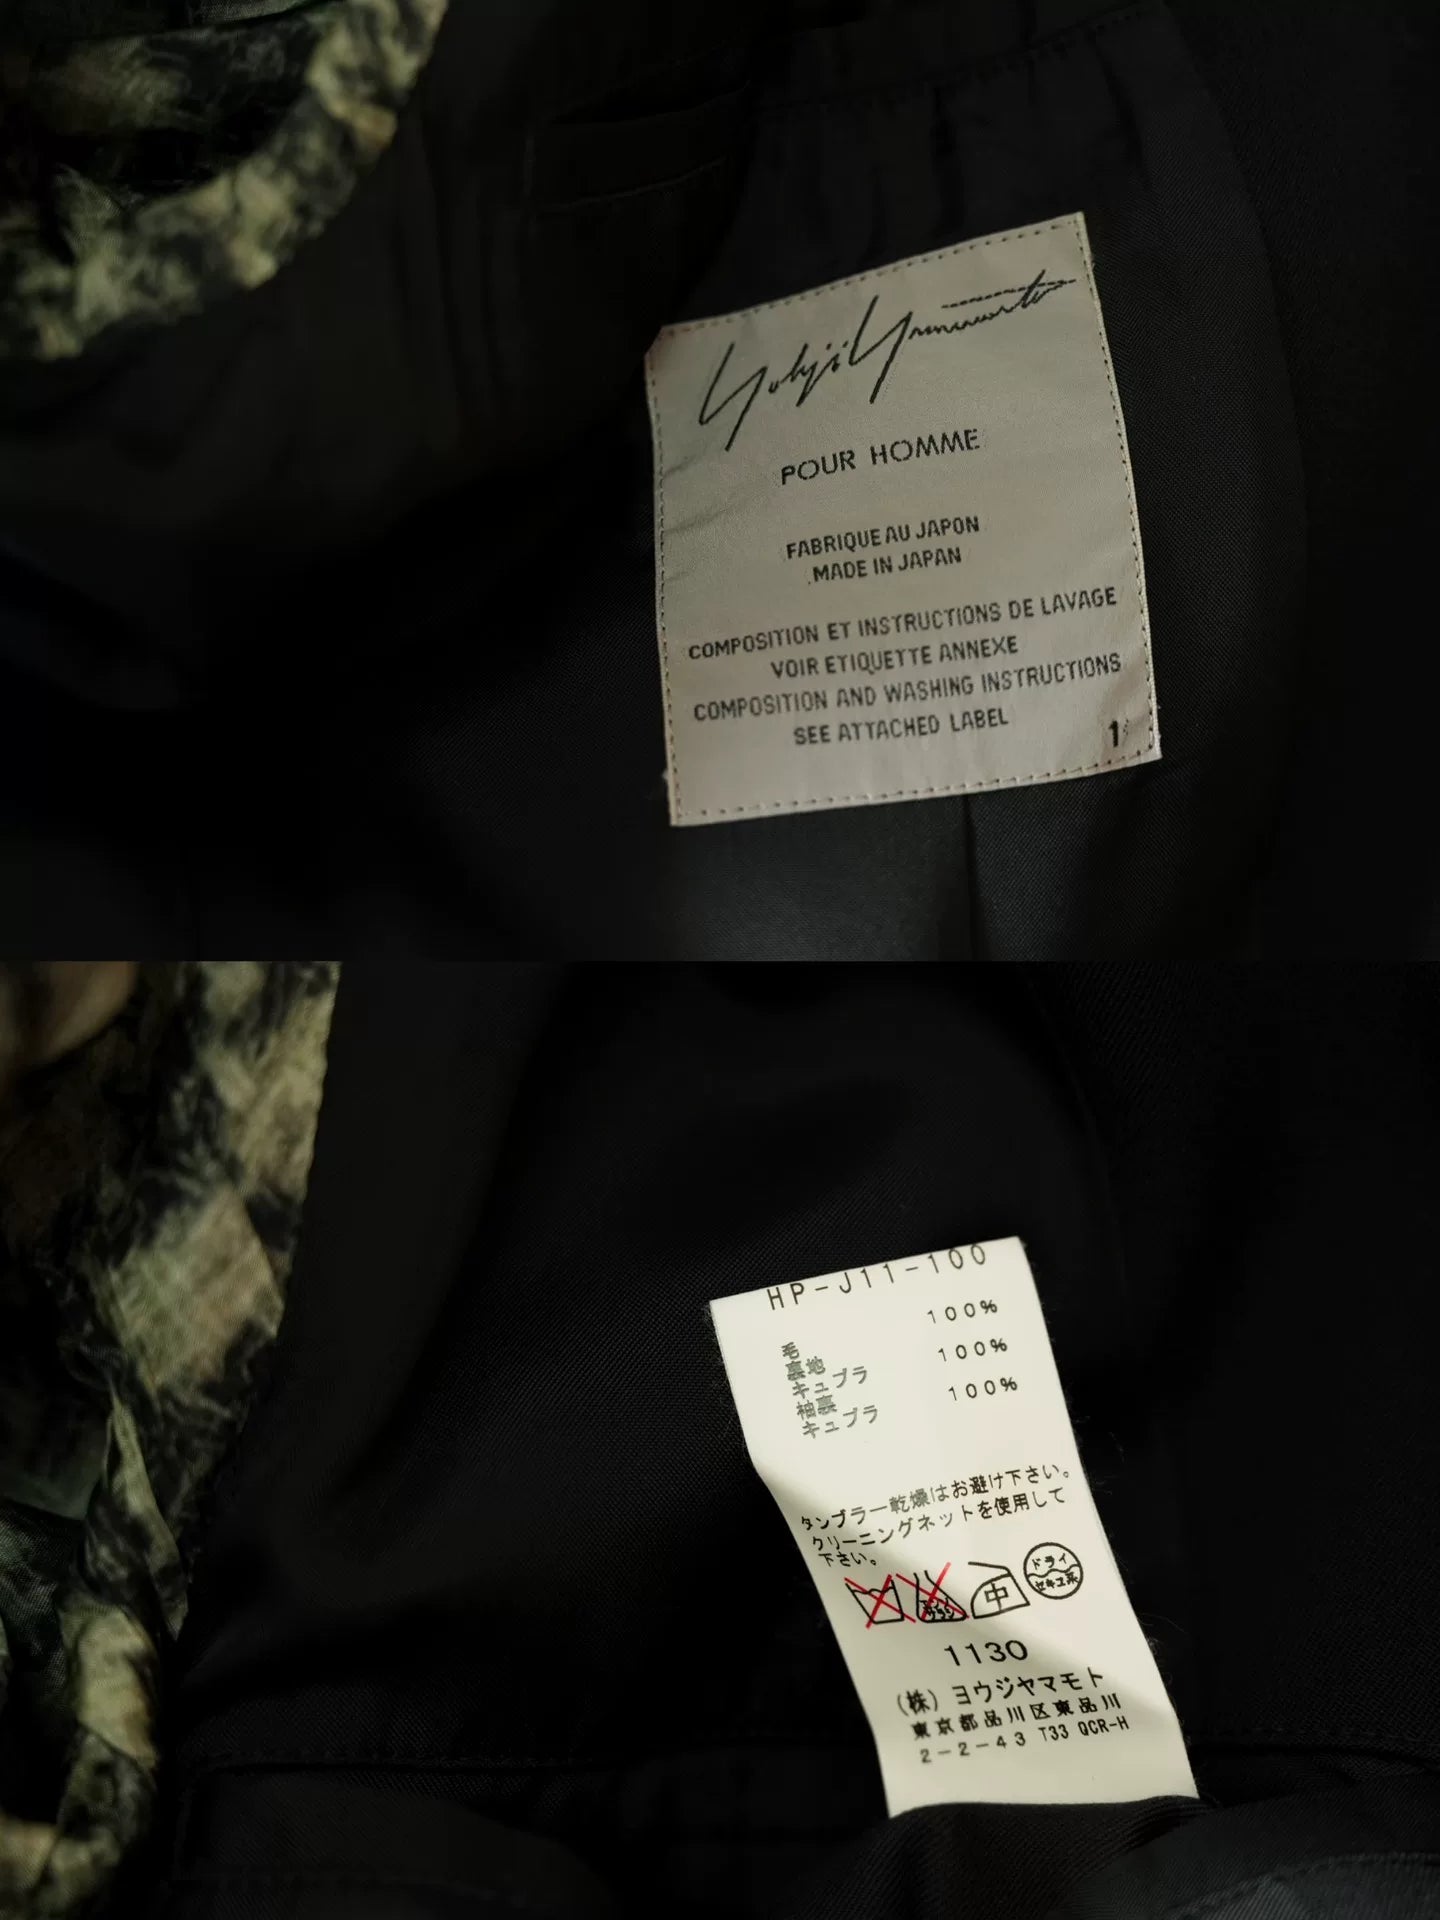 Yohji Yamamoto
POUR HOMME
FABRIQUE AU JAPON
MADE IN JAPAN
COMPOSITION ET INSTRUCTIONS DE LAVAGE
VOIR ETIQUETTE ANNEXE
COMPOSITION AND WASHING INSTRUCTIONS
SEE ATTACHED LABEL
1
HP-J11-100
毛 100%
裏地
キュプラ 100%
袖裏
キュプラ 100%
タンブラー乾燥はお避け下さい。
クリーニングネットを使用して
下さい。
中
ドライ
セキユ系
1130
(株)ヨウジヤマモト
東京都品川区東品川
2-2-43 T33 QCR-H